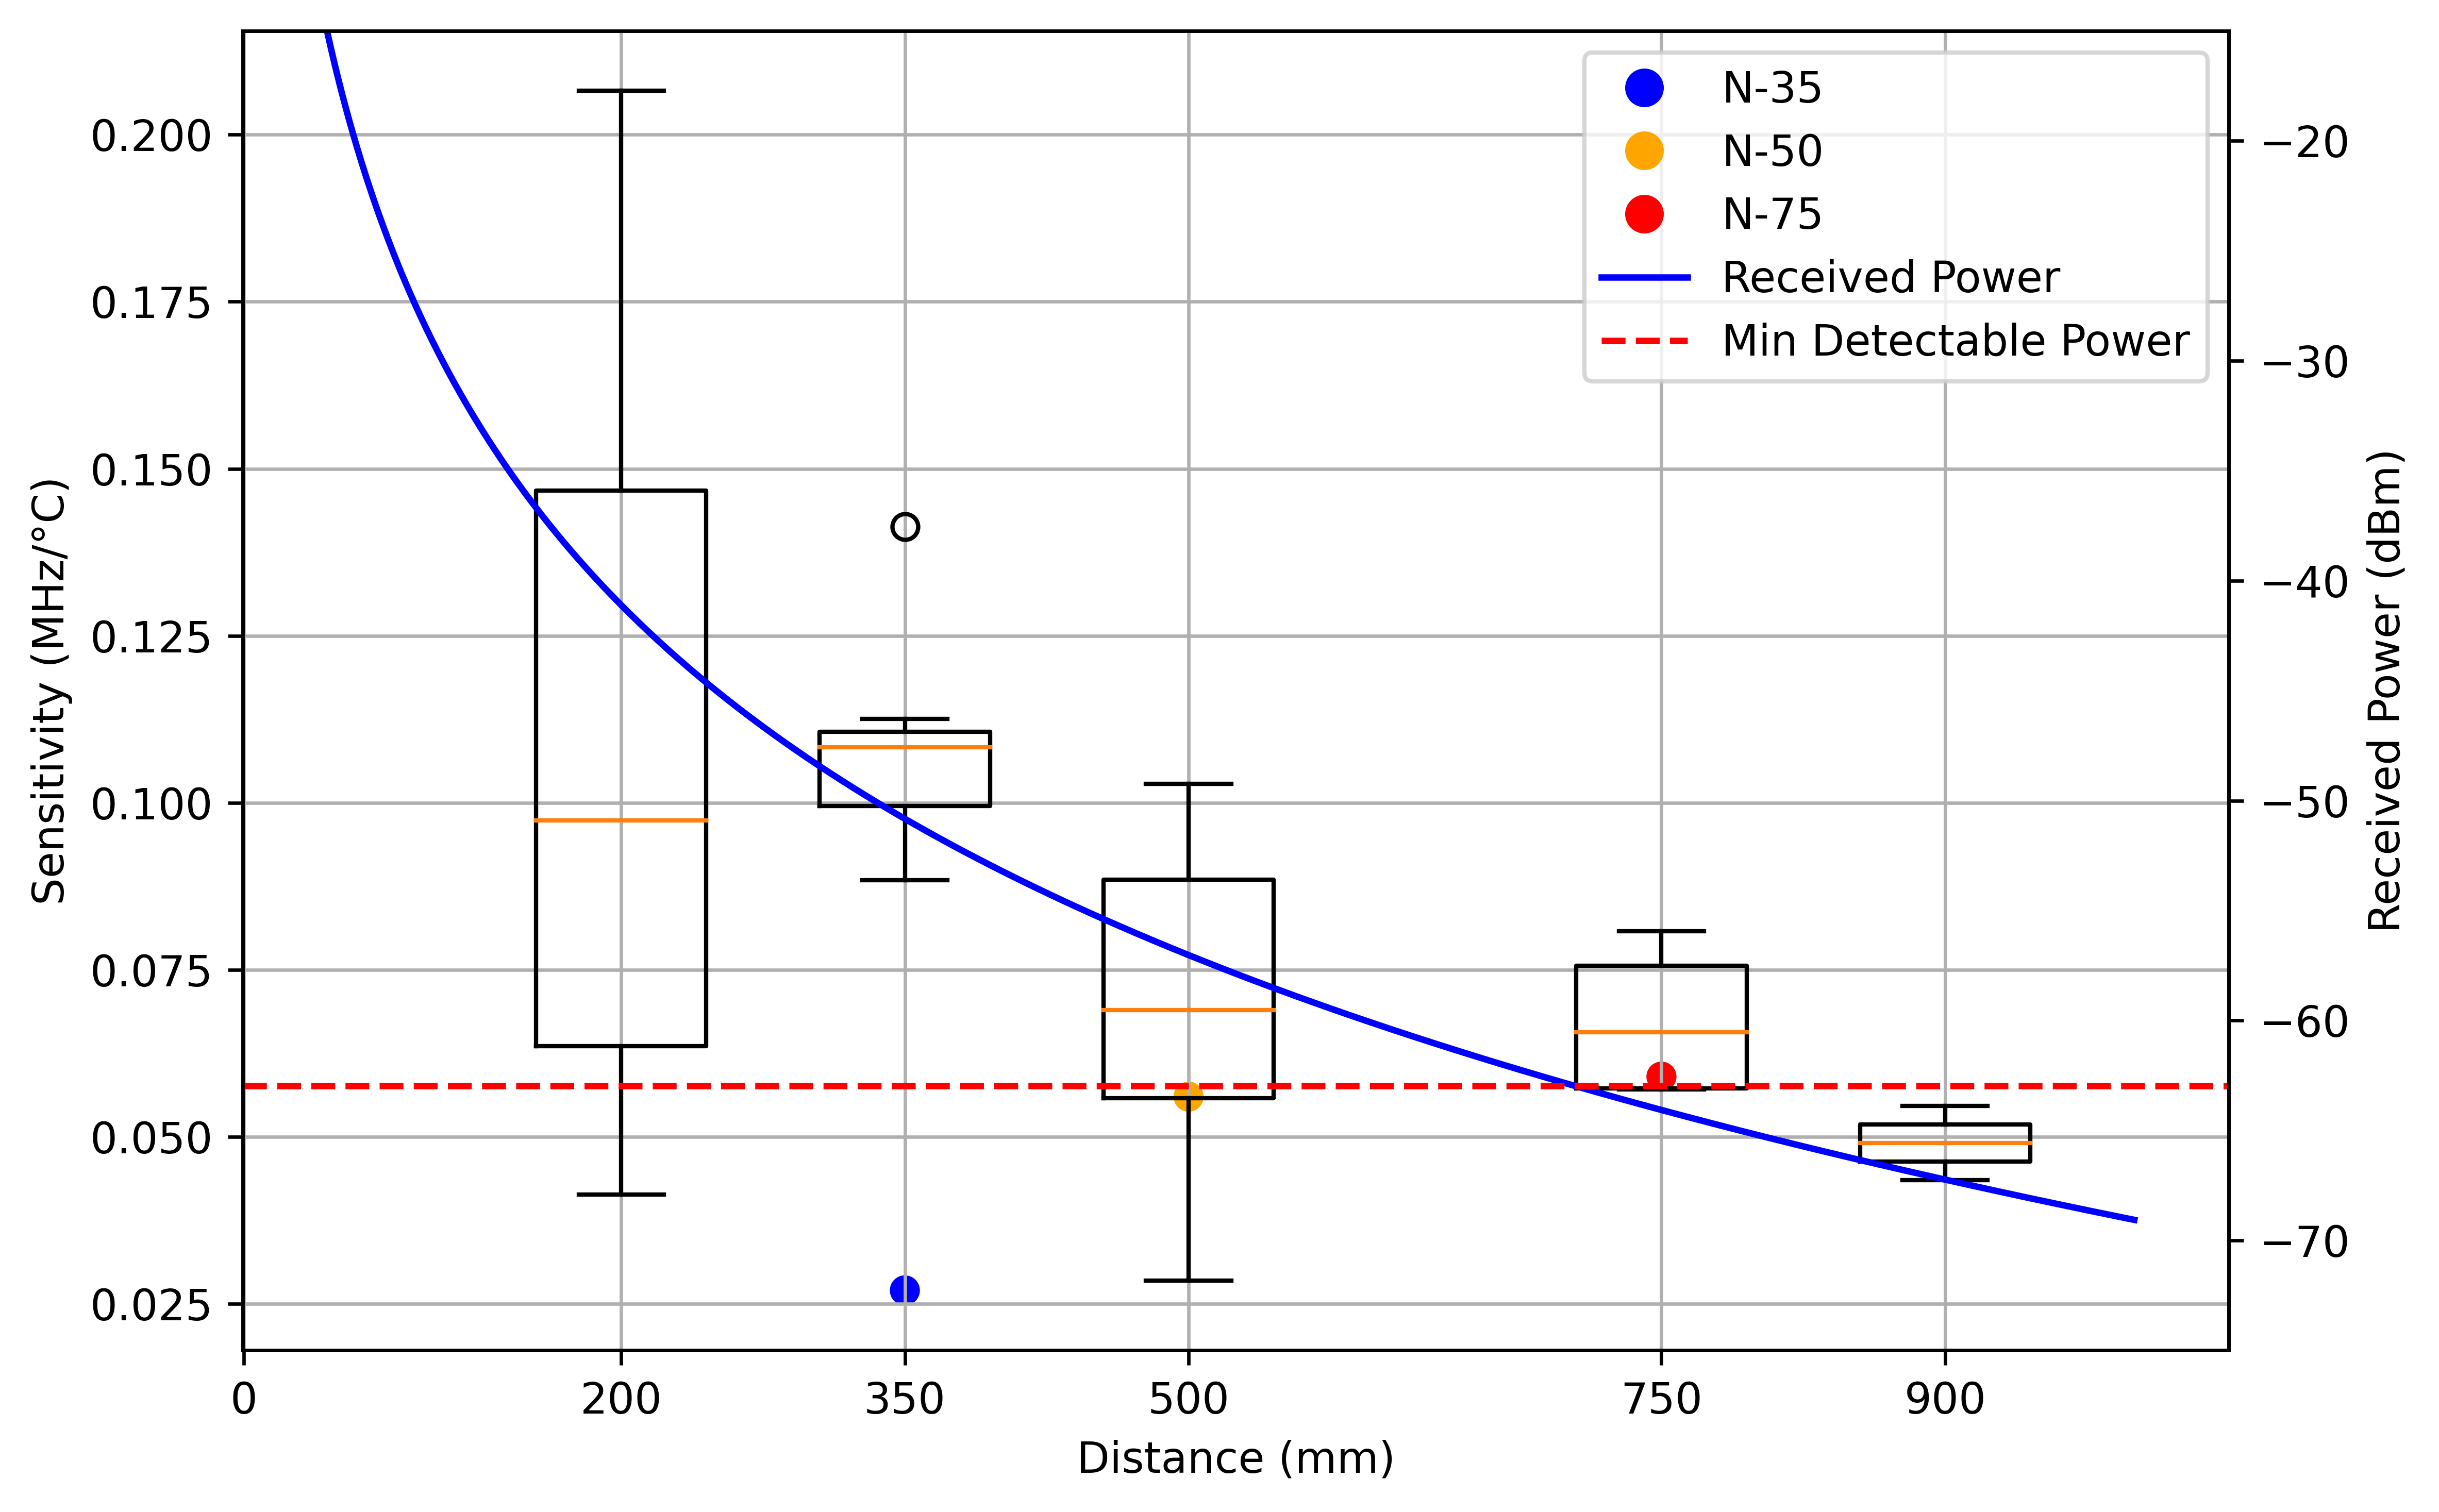 N-35
N-50
N-75
Received Power
Min Detectable Power
0.200
0.175
0.150
0.125
0.100
0.075
0.050
0.025
Sensitivity (MHz/°C)
−20
−30
−40
−50
−60
−70
Received Power (dBm)
0 200 350 500 750 900
Distance (mm)